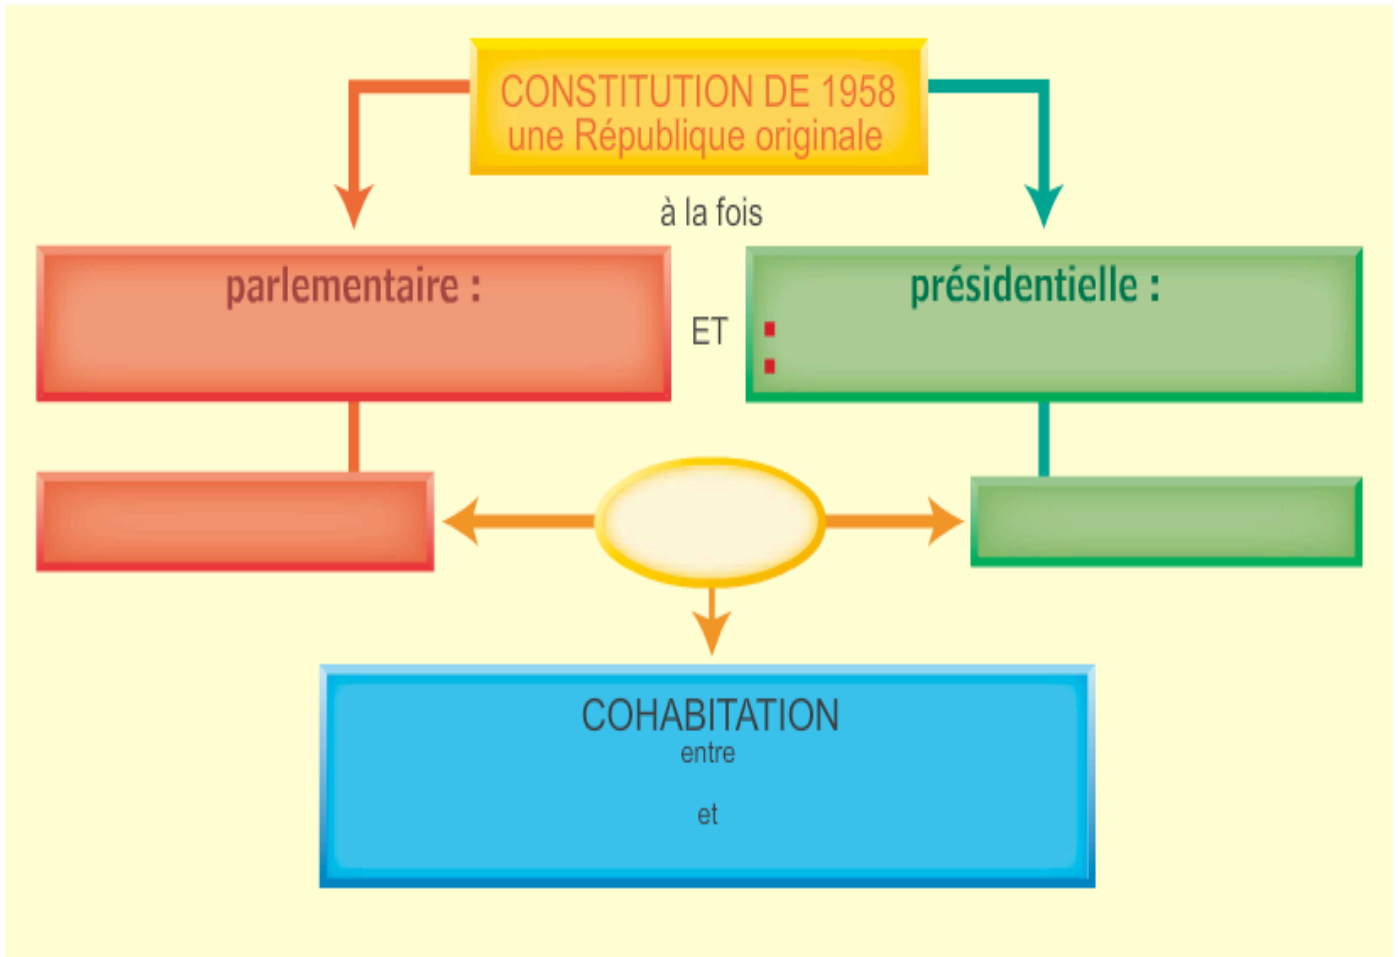 CONSTITUTION DE 1958
une République originale
à la fois
parlementaire :
ET
présidentielle :
COHABITATION
entre
et